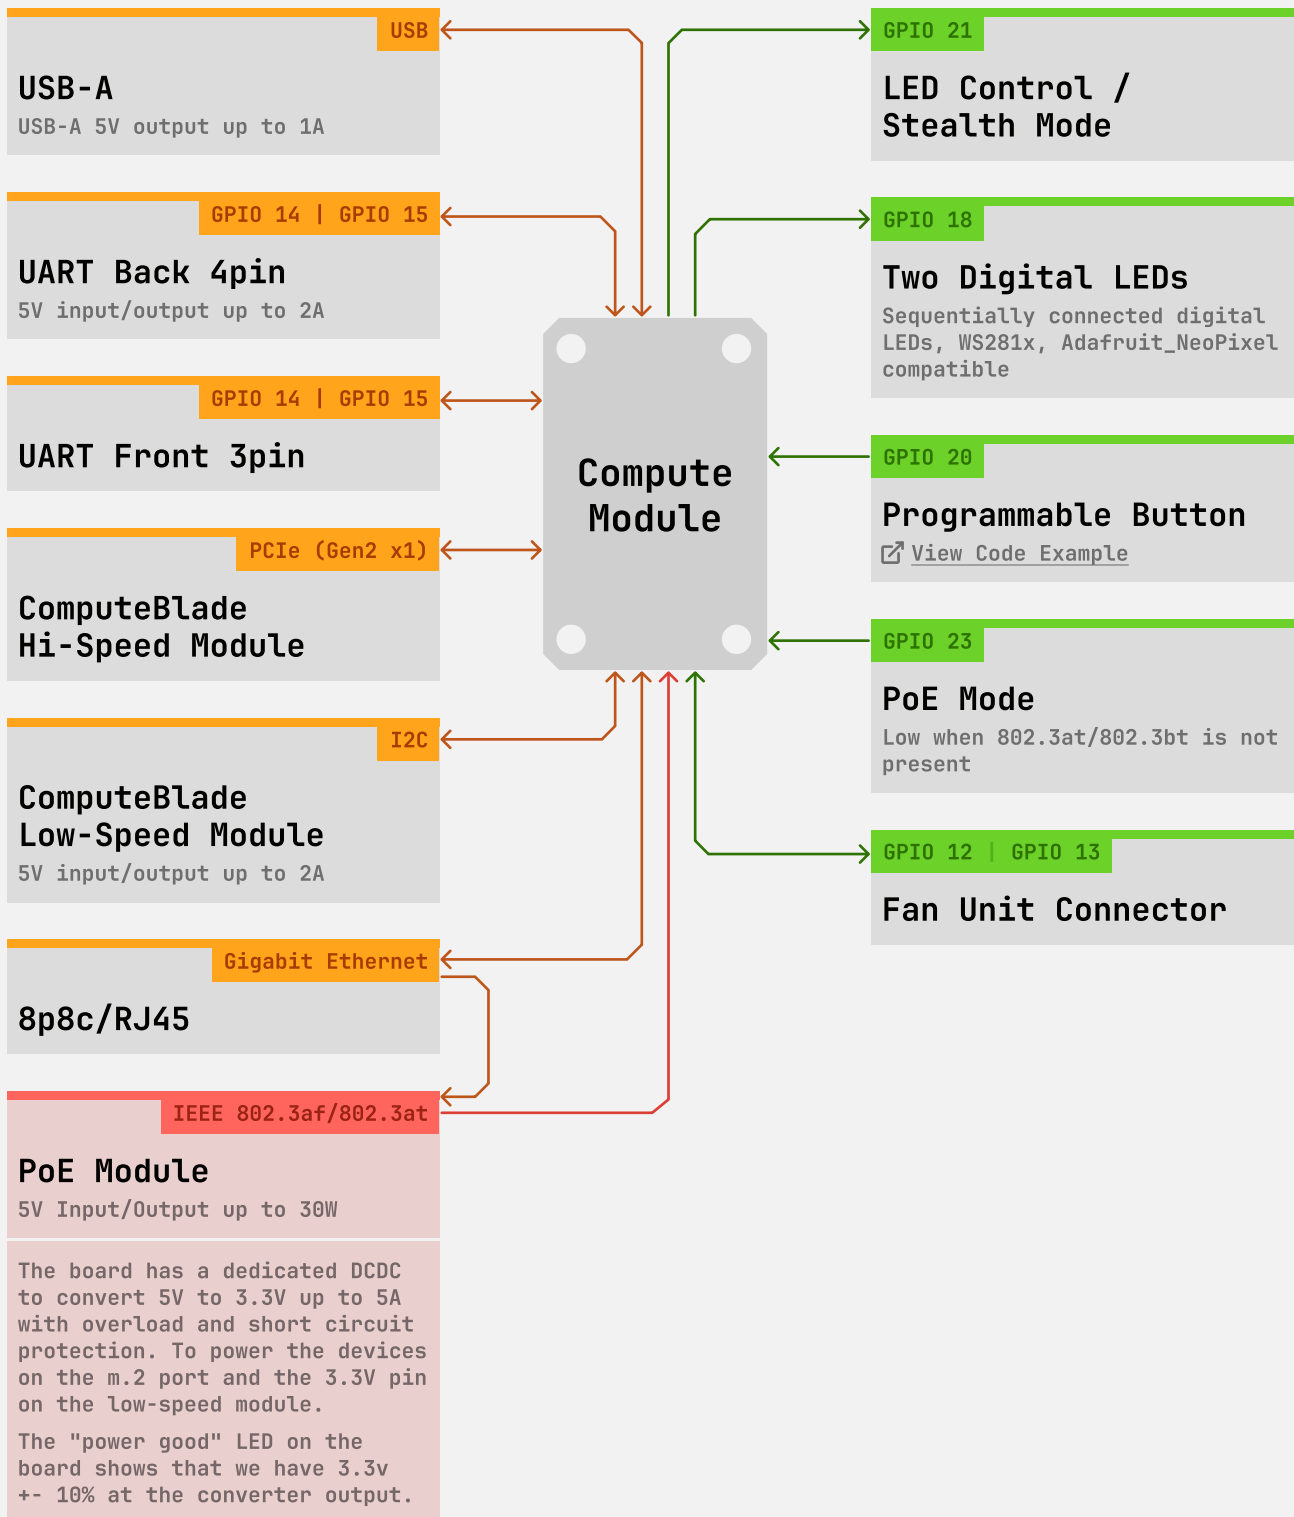 USB
USB-A
USB-A 5V output up to 1A
GPIO 14 | GPIO 15
UART Back 4pin
5V input/output up to 2A
GPIO 14 | GPIO 15
UART Front 3pin
PCIe (Gen2 x1)
ComputeBlade
Hi-Speed Module
I2C
ComputeBlade
Low-Speed Module
5V input/output up to 2A
Gigabit Ethernet
8p8c/RJ45
IEEE 802.3af/802.3at
PoE Module
5V Input/Output up to 30W
The board has a dedicated DCDC
to convert 5V to 3.3V up to 5A
with overload and short circuit
protection. To power the devices
on the m.2 port and the 3.3V pin
on the low-speed module.
The "power good" LED on the
board shows that we have 3.3v
+- 10% at the converter output.
Compute
Module
GPIO 21
LED Control /
Stealth Mode
GPIO 18
Two Digital LEDs
Sequentially connected digital
LEDs, WS281x, Adafruit_NeoPixel
compatible
GPIO 20
Programmable Button
View Code Example
GPIO 23
PoE Mode
Low when 802.3at/802.3bt is not
present
GPIO 12 | GPIO 13
Fan Unit Connector